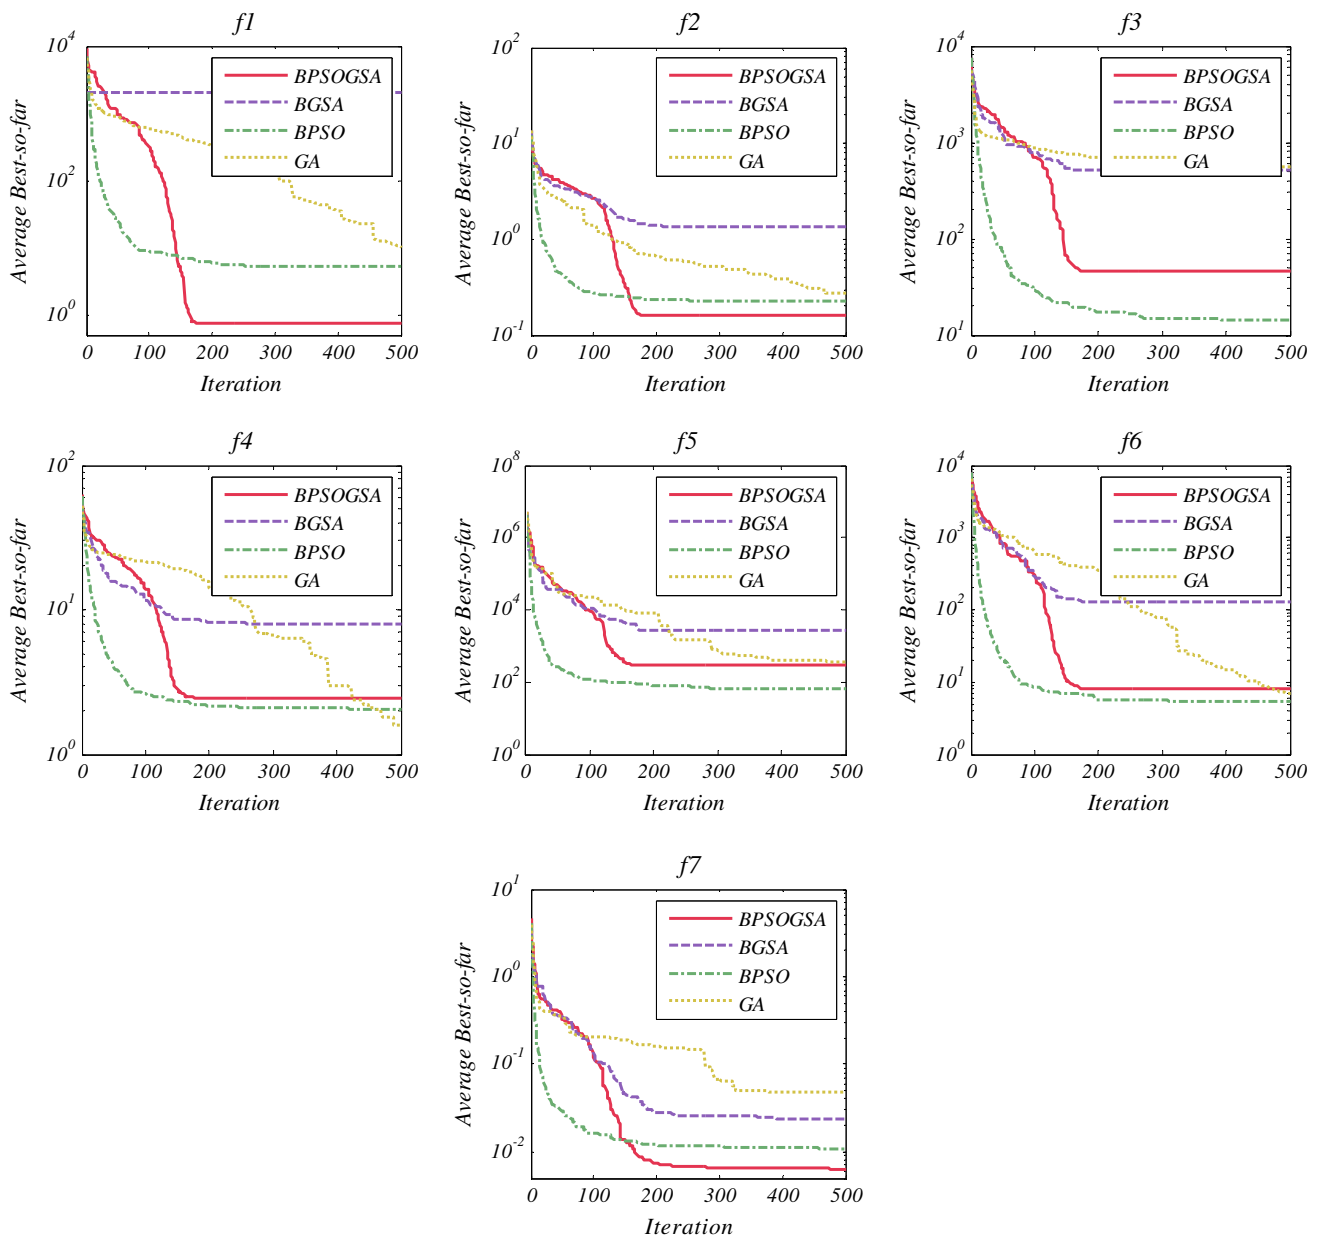 f1
10^4
10^2
10^0
Average Best-so-far
0 100 200 300 400 500
Iteration
BPSOGSA
BGSA
BPSO
GA
f2
10^2
10^1
10^0
10^-1
Average Best-so-far
0 100 200 300 400 500
Iteration
BPSOGSA
BGSA
BPSO
GA
f3
10^4
10^3
10^2
10^1
Average Best-so-far
0 100 200 300 400 500
Iteration
BPSOGSA
BGSA
BPSO
GA
f4
10^2
10^1
10^0
Average Best-so-far
0 100 200 300 400 500
Iteration
BPSOGSA
BGSA
BPSO
GA
f5
10^8
10^6
10^4
10^2
10^0
Average Best-so-far
0 100 200 300 400 500
Iteration
BPSOGSA
BGSA
BPSO
GA
f6
10^4
10^3
10^2
10^1
10^0
Average Best-so-far
0 100 200 300 400 500
Iteration
BPSOGSA
BGSA
BPSO
GA
f7
10^1
10^0
10^-1
10^-2
Average Best-so-far
0 100 200 300 400 500
Iteration
BPSOGSA
BGSA
BPSO
GA